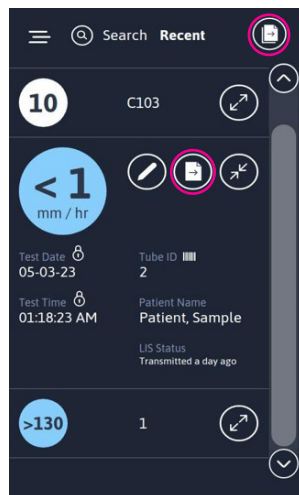 Search Recent
10 C103
< 1
mm / hr
Test Date Tube ID
05-03-23 2
Test Time Patient Name
01:18:23 AM Patient, Sample
LIS Status
Transmitted a day ago
>130 1